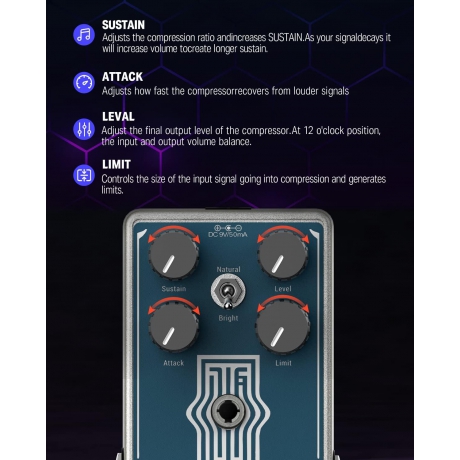 SUSTAIN
Adjusts the compression ratio andincreases SUSTAIN.As your signaldecays it
will increase volume tocreate longer sustain.
ATTACK
Adjusts how fast the compressorrecovers from louder signals
LEVAL
Adjust the final output level of the compressor.At 12 o'clock position,
the input and output volume balance.
LIMIT
Controls the size of the input signal going into compression and generates
limits.
DC 9V/50mA
Natural
Sustain
Level
Bright
Attack
Limit